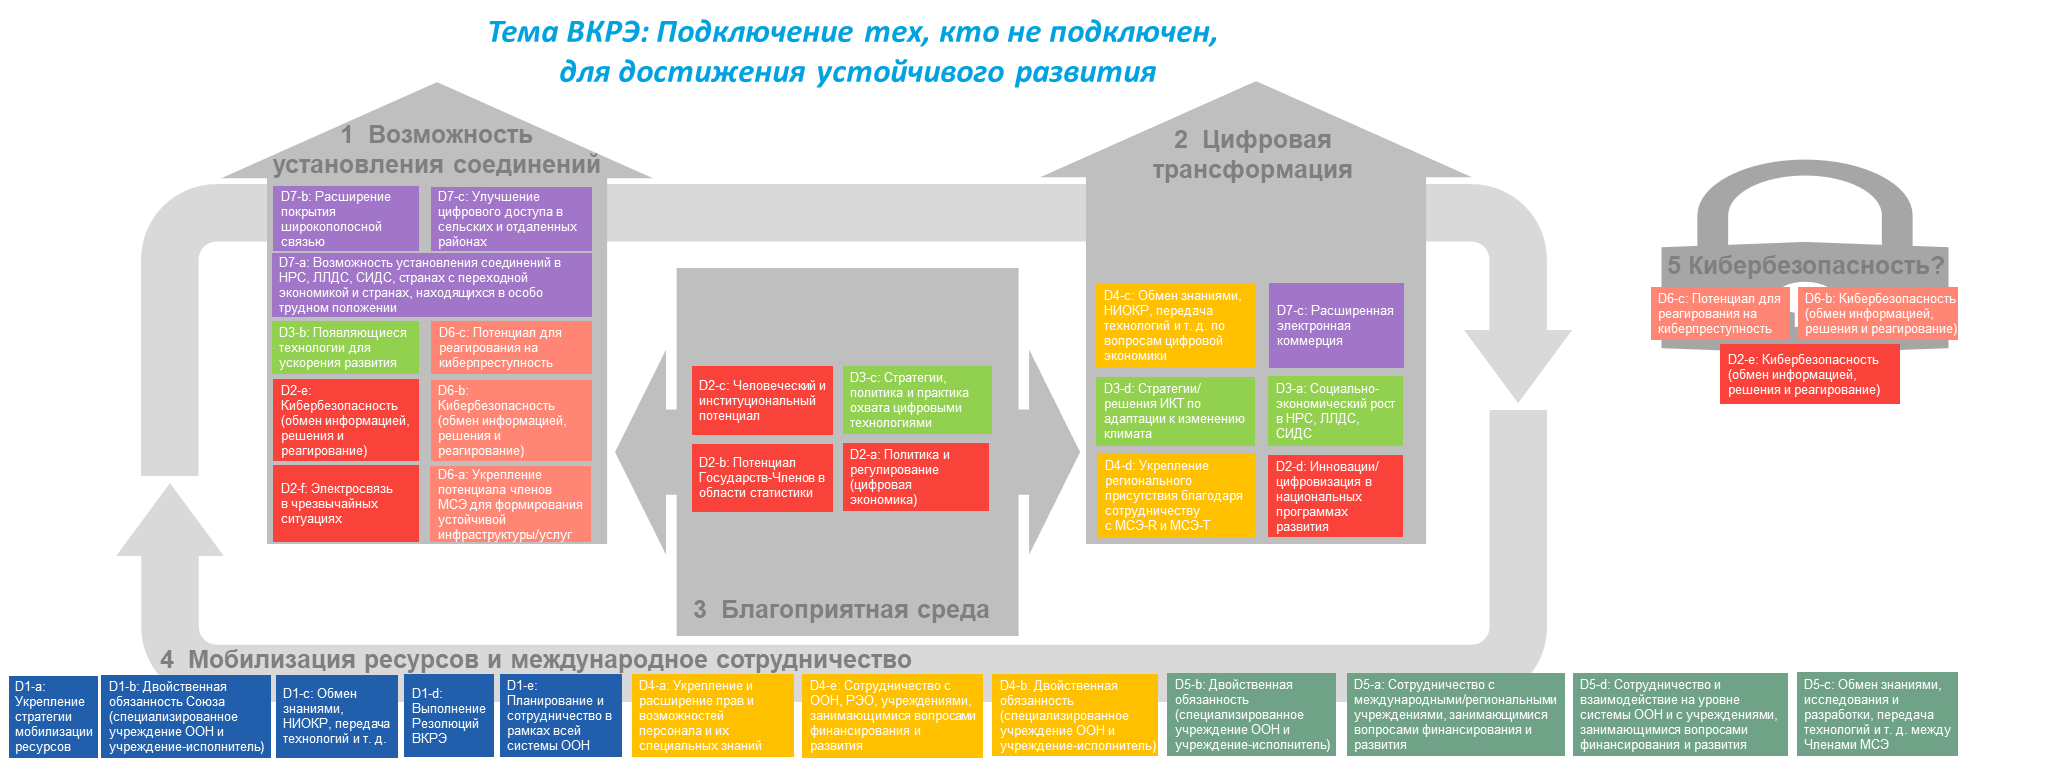 Тема ВКРЭ: Подключение тех, кто не подключен,
для достижения устойчивого развития
1 Возможность
установления соединений
D7-b: Расширение
покрытия
широкополосной
связью
D7-c: Улучшение
цифрового доступа в
сельских и отдаленных
районах
D7-a: Возможность установления соединений в
НРС, ЛЛДС, СИДС, странах с переходной
экономикой и странах, находящихся в особо
трудном положении
D3-b: Появляющиеся
технологии для
ускорения развития
D6-c: Потенциал для
реагирования на
киберпреступность
D2-e:
Кибербезопасность
(обмен информацией,
решения и
реагирование)
D6-b:
Кибербезопасность
(обмен информацией,
решения и
реагирование)
D2-f: Электросвязь
в чрезвычайных
ситуациях
D6-a: Укрепление
потенциала членов
МСЭ для формирования
устойчивой
инфраструктуры/услуг
D2-c: Человеческий и
институциональный
потенциал
D3-c: Стратегии,
политика и практика
охвата цифровыми
технологиями
D2-b: Потенциал
Государств-Членов в
области статистики
D2-a: Политика и
регулирование
(цифровая
экономика)
3 Благоприятная среда
2 Цифровая
трансформация
D4-c: Обмен знаниями,
НИОКР, передача
технологий и т. д. по
вопросам цифровой
экономики
D7-c: Расширенная
электронная
коммерция
D3-d: Стратегии/
решения ИКТ по
адаптации к изменению
климата
D3-a: Социально-
экономический рост
в НРС, ЛЛДС,
СИДС
D4-d: Укрепление
регионального
присутствия благодаря
сотрудничеству
с МСЭ-R и МСЭ-Т
D2-d: Инновации/
цифровизация в
национальных
программах
развития
5 Кибербезопасность?
D6-c: Потенциал для
реагирования на
киберпреступность
D6-b: Кибербезопасность
(обмен информацией,
решения и реагирование)
D2-e: Кибербезопасность
(обмен информацией,
решения и реагирование)
4 Мобилизация ресурсов и международное сотрудничество
D1-a:
Укрепление
стратегии
мобилизации
ресурсов
D1-b: Двойственная
обязанность Союза
(специализированное
учреждение ООН и
учреждение-исполнитель)
D1-c: Обмен
знаниями,
НИОКР, передача
технологий и т. д.
D1-d:
Выполнение
Резолюций
ВКРЭ
D1-e:
Планирование и
сотрудничество в
рамках всей
системы ООН
D4-a: Укрепление и
расширение прав и
возможностей
персонала и их
специальных знаний
D4-e: Сотрудничество с
ООН, РЭО, учреждениями,
занимающимися вопросами
финансирования и
развития
D4-b: Двойственная
обязанность
(специализированное
учреждение ООН и
учреждение-исполнитель)
D5-b: Двойственная
обязанность
(специализированное
учреждение ООН и
учреждение-исполнитель)
D5-a: Сотрудничество с
международными/региональными
учреждениями, занимающимися
вопросами финансирования и
развития
D5-d: Сотрудничество и
взаимодействие на уровне
системы ООН и с учреждениями,
занимающимися вопросами
финансирования и развития
D5-c: Обмен знаниями,
исследования и
разработки, передача
технологий и т. д. между
Членами МСЭ